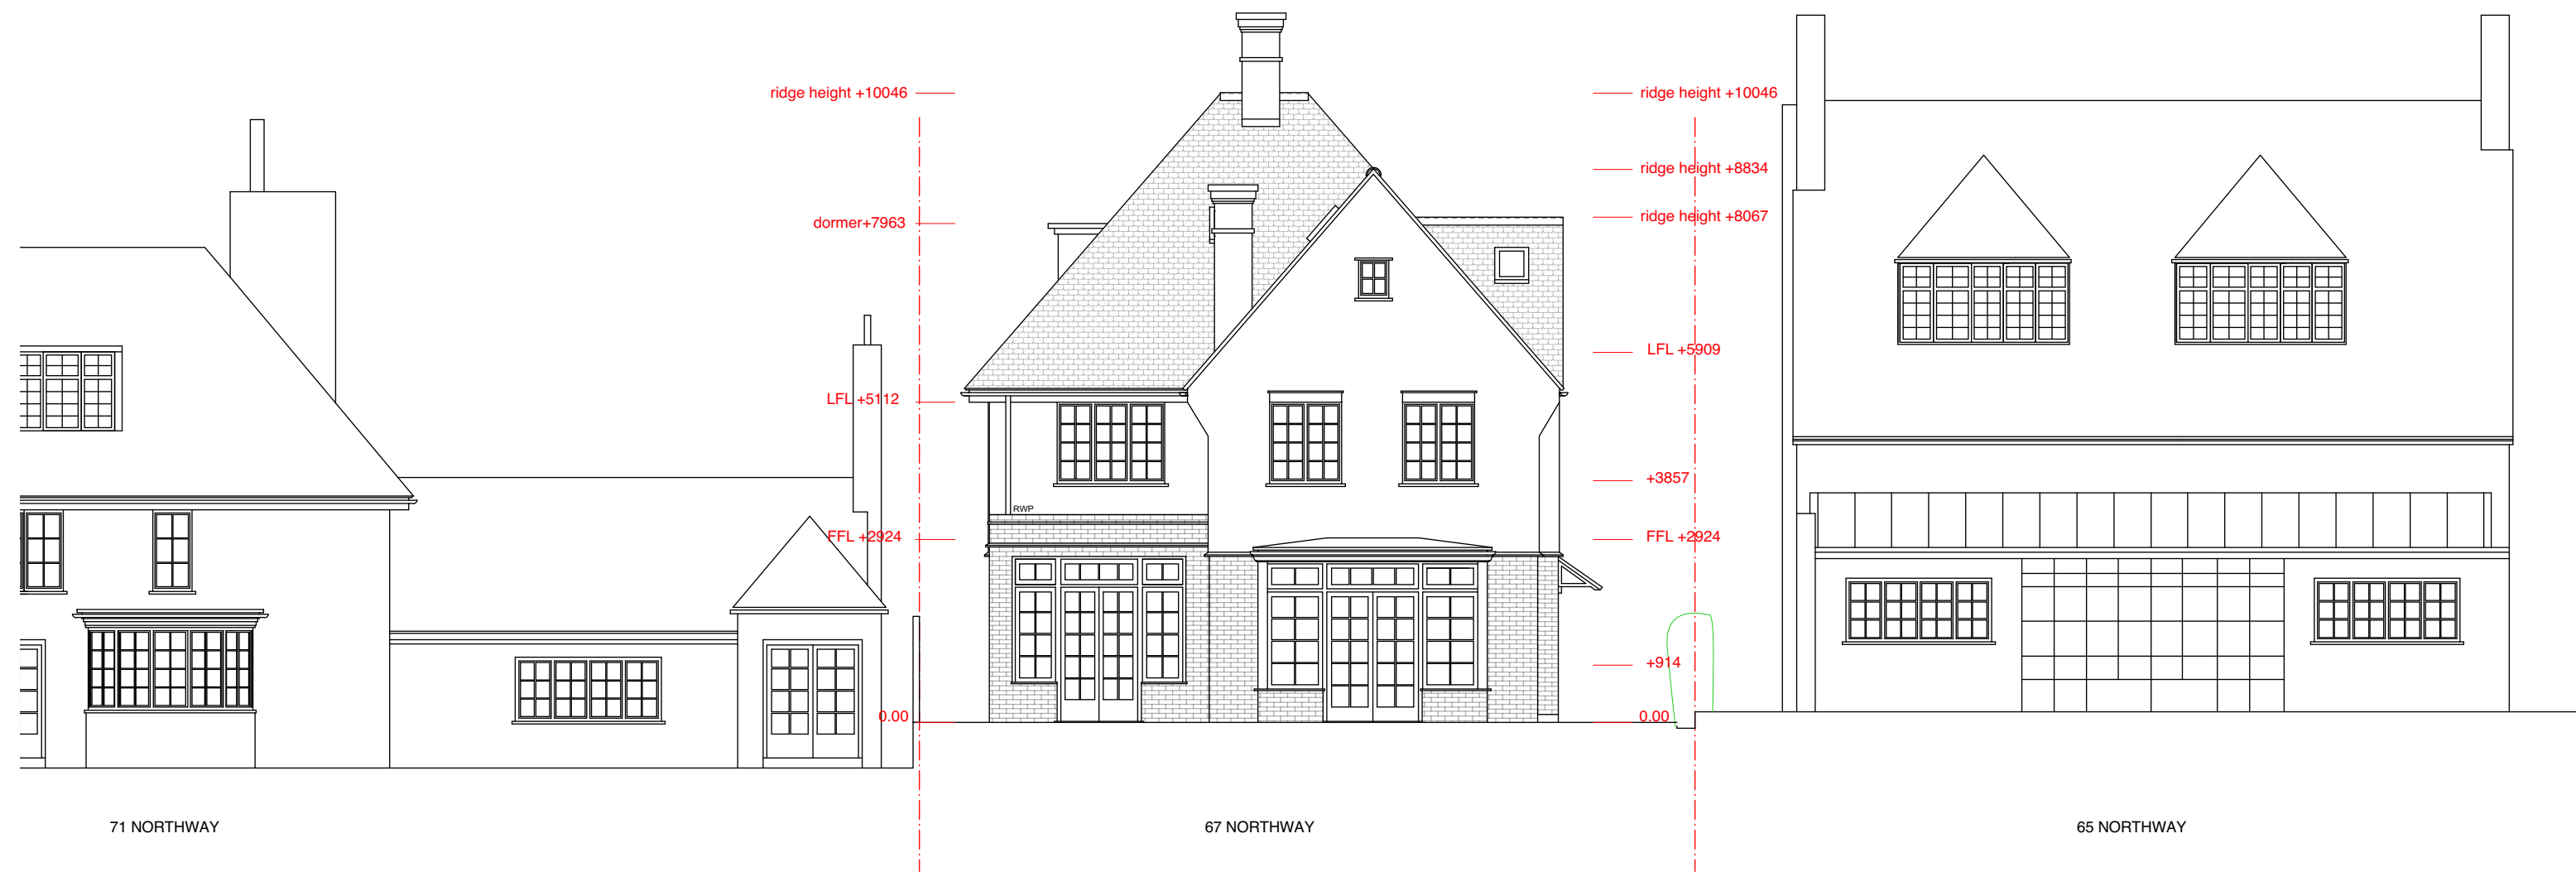 ridge height +10046
dormer+7963
LFL +5112
FFL +2924
0.00
RWP
ridge height +10046
ridge height +8834
ridge height +8067
LFL +5909
+3857
FFL +2924
+914
0.00
71 NORTHWAY
67 NORTHWAY
65 NORTHWAY